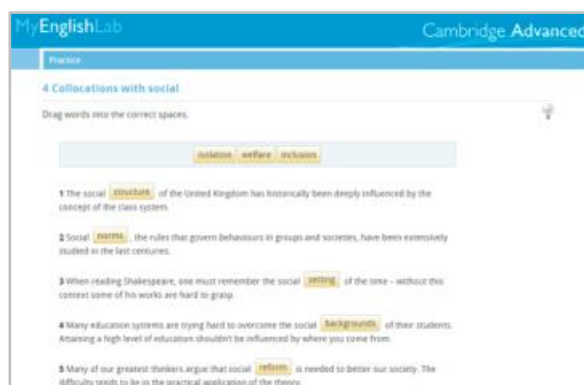 MyEnglishLab
Cambridge Advanced
Practice
4 Collocations with social
Drag words into the correct spaces.
isolation welfare inclusion
1 The social structure of the United Kingdom has historically been deeply influenced by the
concept of the class system.
2 Social norms, the rules that govern behaviours in groups and societies, have been extensively
studied in the last centuries.
3 When reading Shakespeare, one must remember the social setting of the time – without this
context some of his works are hard to grasp.
4 Many education systems are trying hard to overcome the social backgrounds of their students.
Attaining a high level of education shouldn't be influenced by where you come from.
5 Many of our greatest thinkers argue that social reform is needed to better our society. The
difficulty tends to lie in the practical application of the theory.